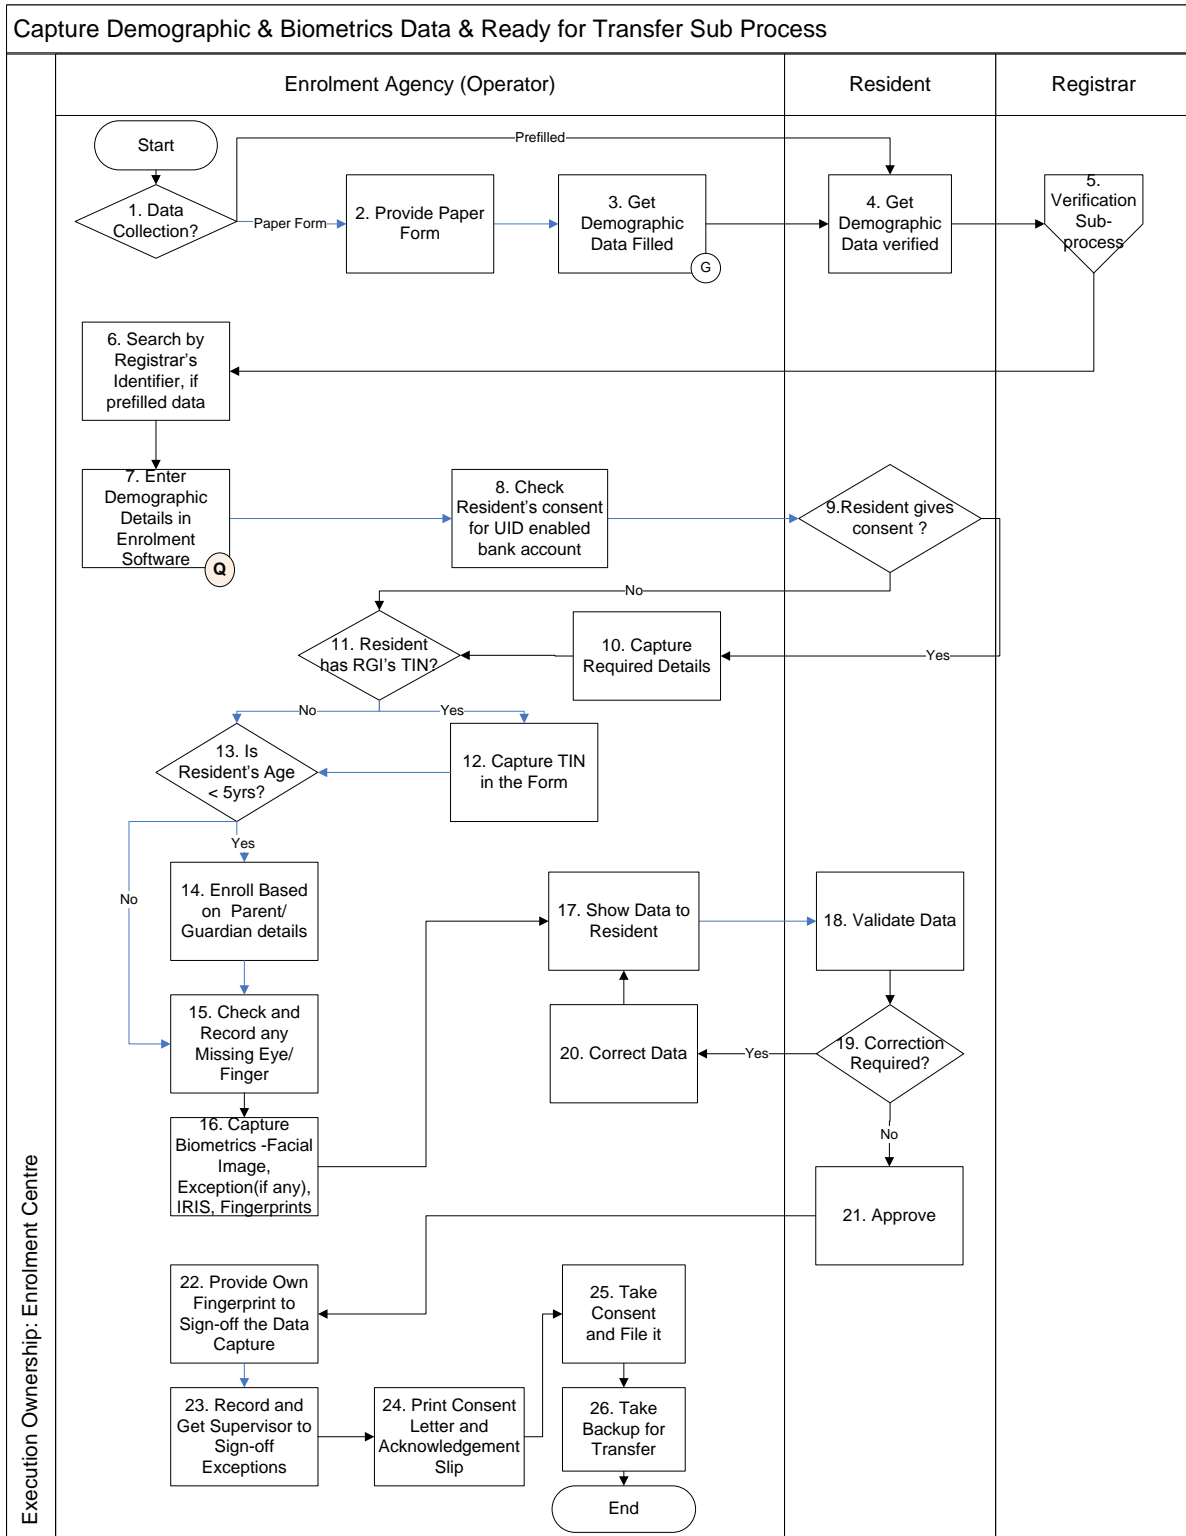 Capture Demographic & Biometrics Data & Ready for Transfer Sub Process
Enrolment Agency (Operator)
Resident
Registrar
Execution Ownership: Enrolment Centre
Start
Prefilled
1. Data
Collection?
Paper Form
2. Provide Paper
Form
3. Get
Demographic
Data Filled
G
4. Get
Demographic
Data verified
5.
Verification
Sub-
process
6. Search by
Registrar's
Identifier, if
prefilled data
7. Enter
Demographic
Details in
Enrolment
Software
Q
8. Check
Resident's consent
for UID enabled
bank account
9.Resident gives
consent ?
No
Yes
10. Capture
Required Details
11. Resident
has RGI's TIN?
No
Yes
12. Capture TIN
in the Form
13. Is
Resident's Age
< 5yrs?
Yes
No
14. Enroll Based
on Parent/
Guardian details
15. Check and
Record any
Missing Eye/
Finger
16. Capture
Biometrics -Facial
Image,
Exception(if any),
IRIS, Fingerprints
17. Show Data to
Resident
18. Validate Data
19. Correction
Required?
Yes
20. Correct Data
No
21. Approve
22. Provide Own
Fingerprint to
Sign-off the Data
Capture
23. Record and
Get Supervisor to
Sign-off
Exceptions
24. Print Consent
Letter and
Acknowledgement
Slip
25. Take
Consent
and File it
26. Take
Backup for
Transfer
End